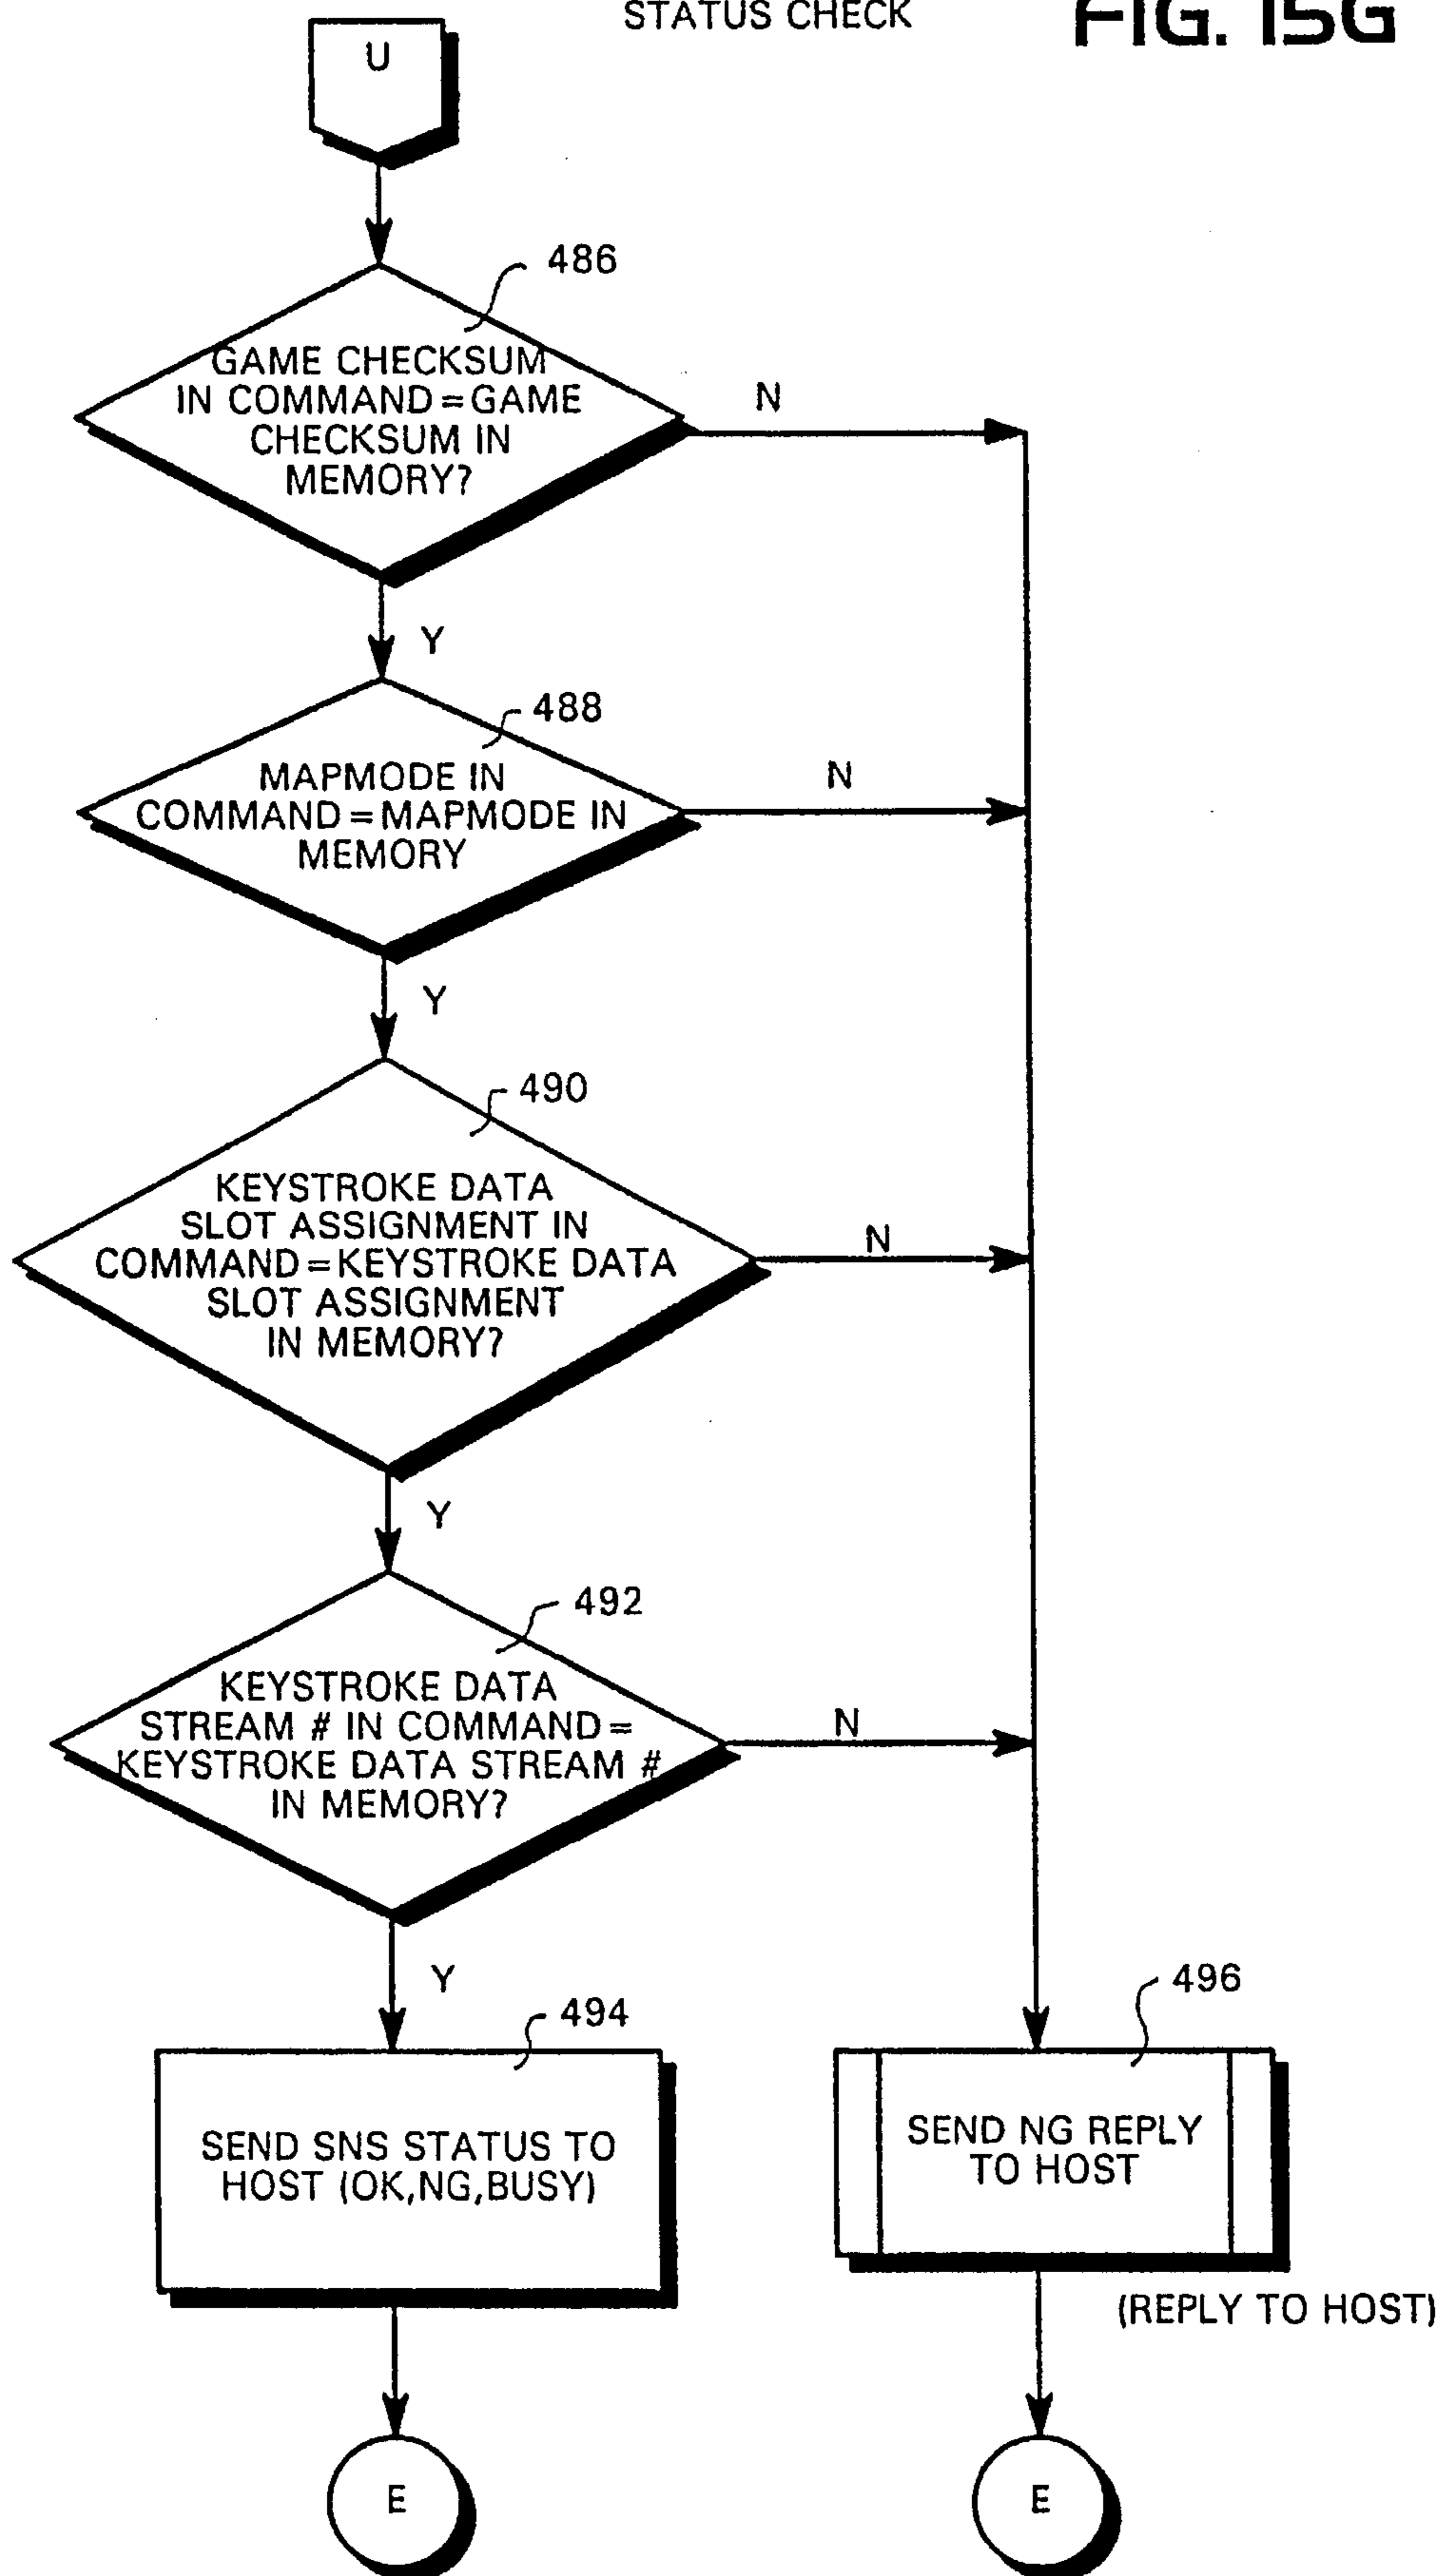 STATUS CHECK
FIG. 15G
U
486
GAME CHECKSUM
IN COMMAND = GAME
CHECKSUM IN
MEMORY?
N
Y
488
MAPMODE IN
COMMAND = MAPMODE IN
MEMORY
N
Y
490
KEYSTROKE DATA
SLOT ASSIGNMENT IN
COMMAND = KEYSTROKE DATA
SLOT ASSIGNMENT
IN MEMORY?
N
Y
492
KEYSTROKE DATA
STREAM # IN COMMAND =
KEYSTROKE DATA STREAM #
IN MEMORY?
N
Y
494
SEND SNS STATUS TO
HOST (OK,NG,BUSY)
496
SEND NG REPLY
TO HOST
(REPLY TO HOST)
E
E